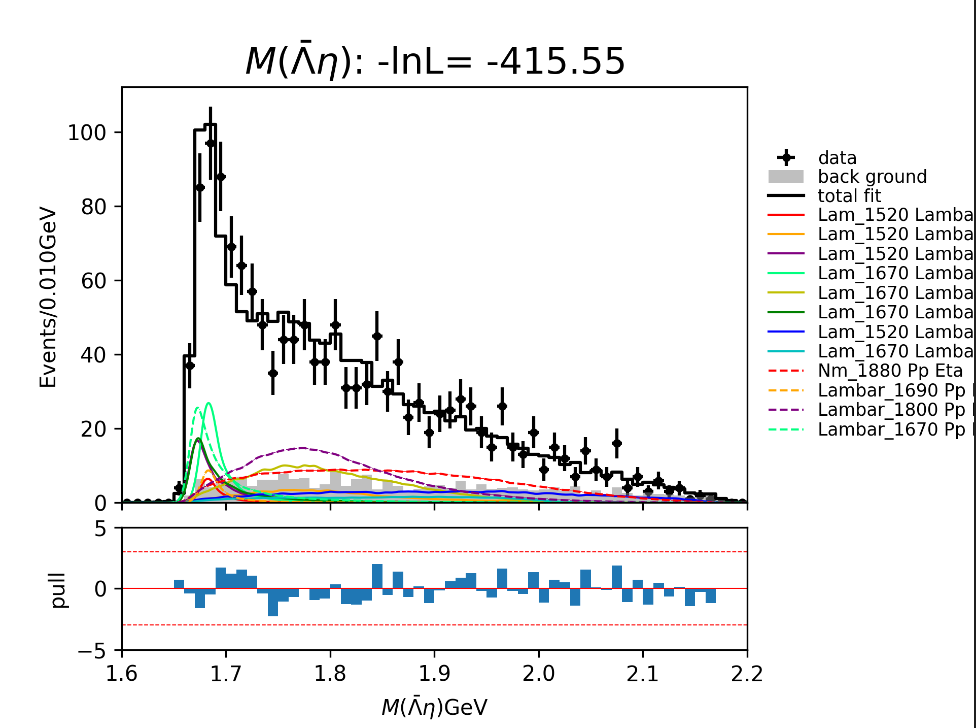 M(Λ̄η): -lnL= -415.55
Events/0.010GeV
100
80
60
40
20
0
data
back ground
total fit
Lam_1520 Lamba
Lam_1520 Lamba
Lam_1520 Lamba
Lam_1670 Lamba
Lam_1670 Lamba
Lam_1670 Lamba
Lam_1520 Lamba
Lam_1670 Lamba
Nm_1880 Pp Eta
Lambar_1690 Pp
Lambar_1800 Pp
Lambar_1670 Pp
pull
5
0
−5
1.6 1.7 1.8 1.9 2.0 2.1 2.2
M(Λ̄η)GeV